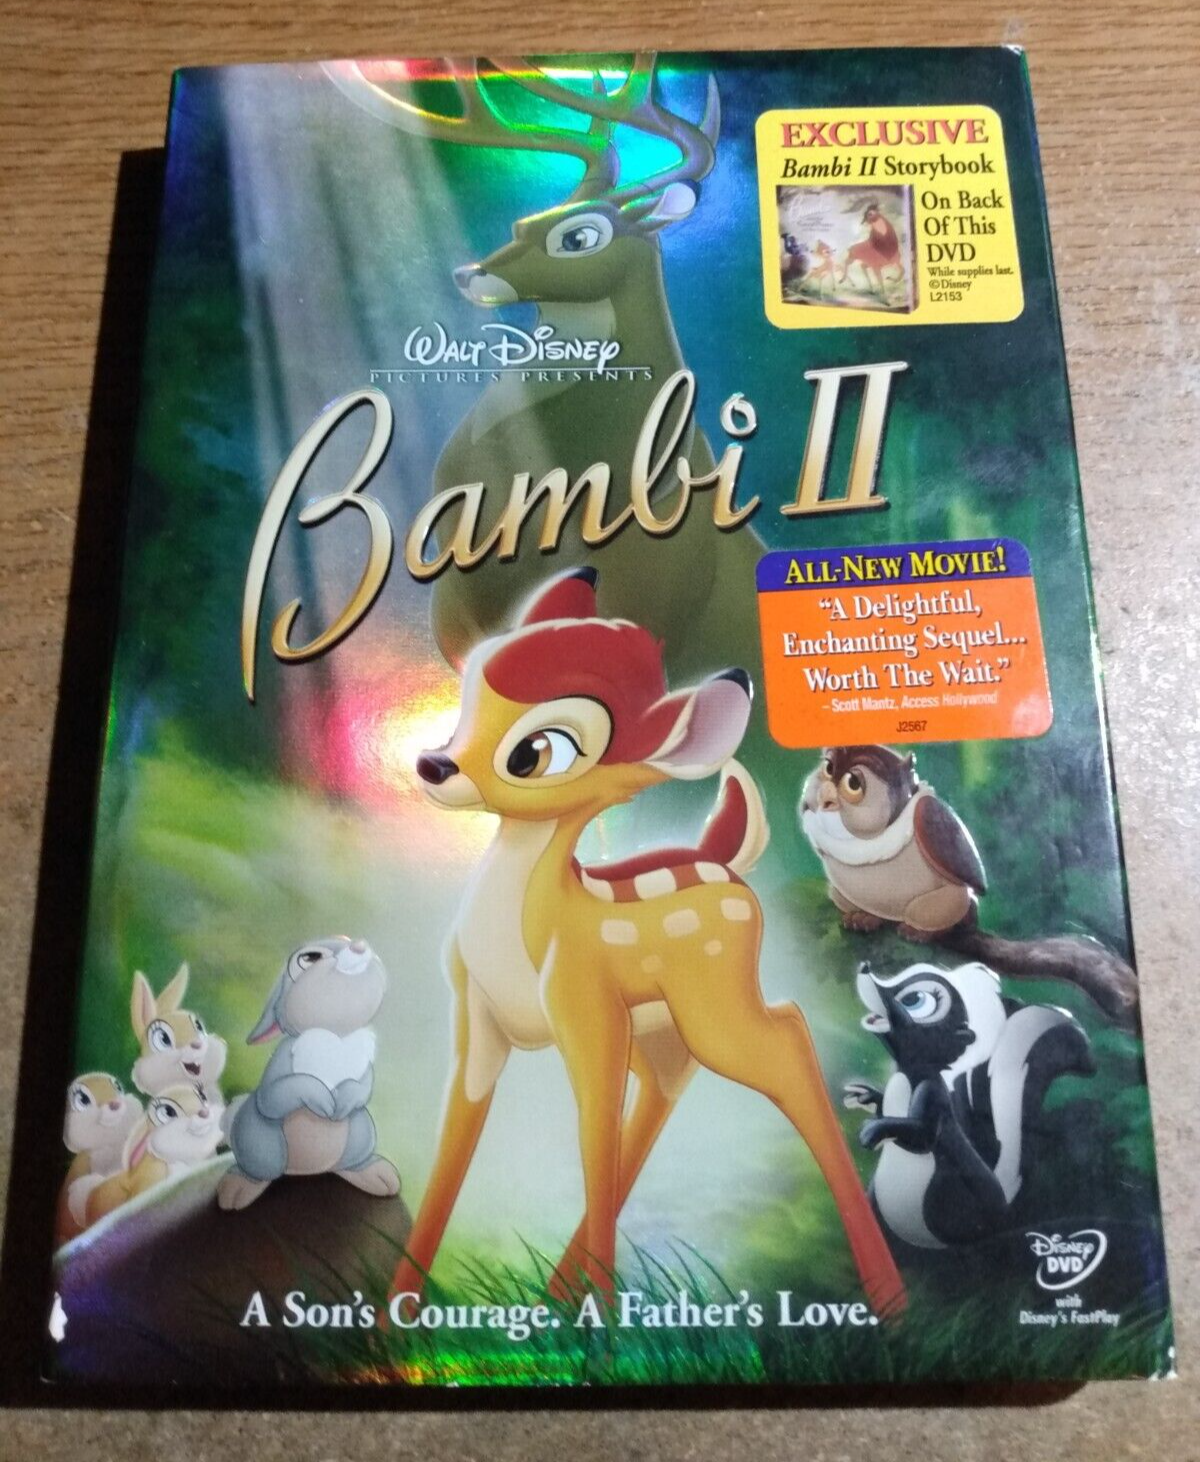 EXCLUSIVE
Bambi II Storybook
On Back
Of This
DVD
While supplies last.
©Disney
L2153
WALT DISNEY
PICTURES PRESENTS
Bambi II
ALL-NEW MOVIE!
“A Delightful,
Enchanting Sequel...
Worth The Wait.”
– Scott Mantz, Access Hollywood
J2567
DISNEY
DVD
with
Disney's FastPlay
A Son's Courage. A Father's Love.